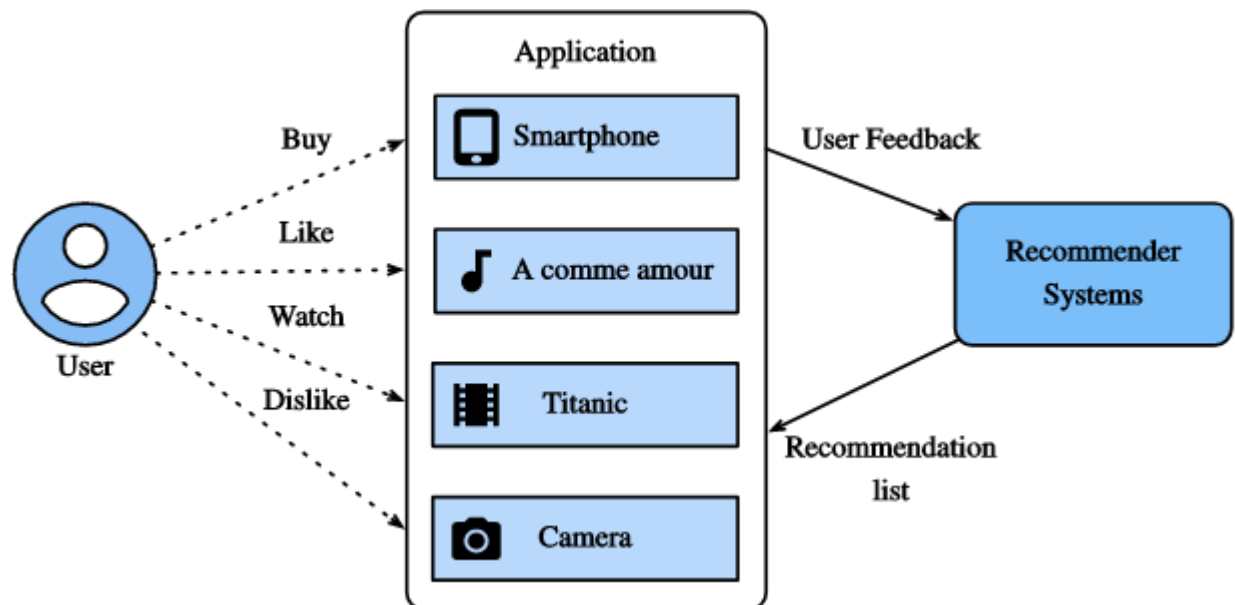 Application
Buy
Smartphone
User Feedback
Like
A comme amour
Recommender
Systems
Watch
User
Titanic
Dislike
Recommendation
list
Camera